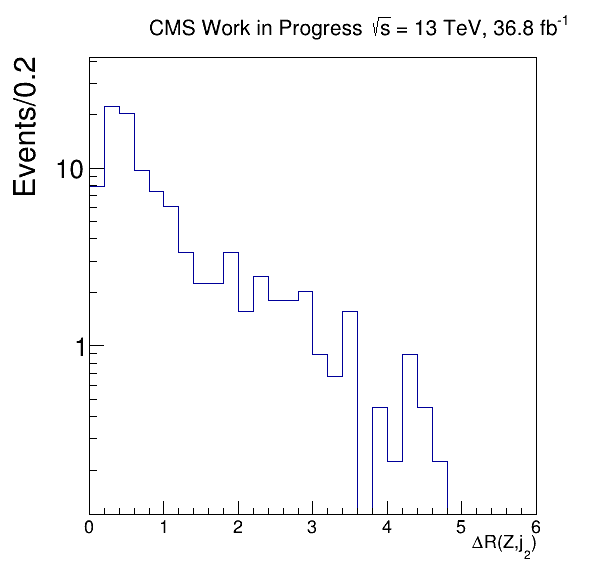 CMS Work in Progress √s = 13 TeV, 36.8 fb⁻¹
Events/0.2
10
1
0 1 2 3 4 5 6
ΔR(Z,j₂)